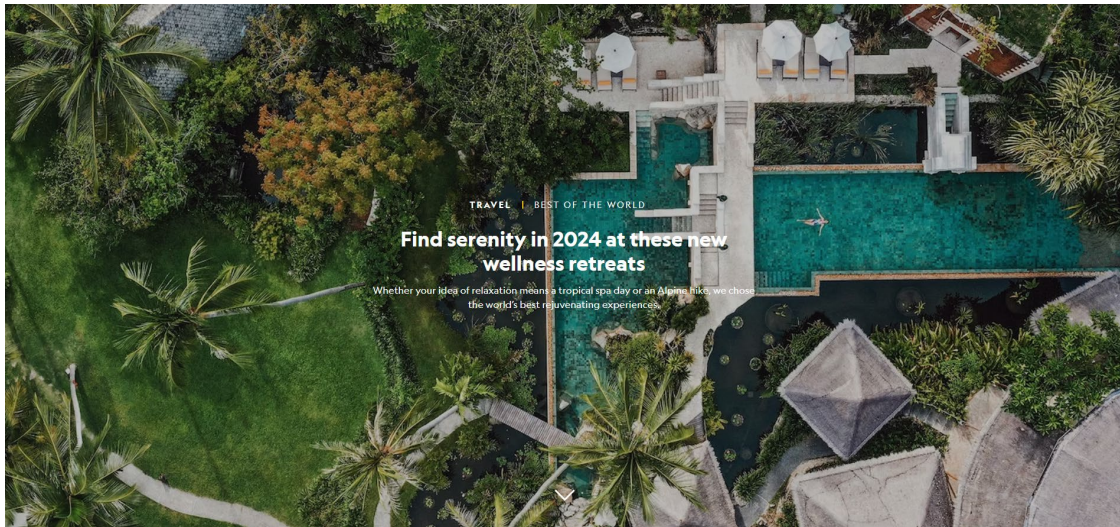 TRAVEL | BEST OF THE WORLD
Find serenity in 2024 at these new
wellness retreats
Whether your idea of relaxation means a tropical spa day or an Alpine hike, we chose
the world's best rejuvenating experiences.